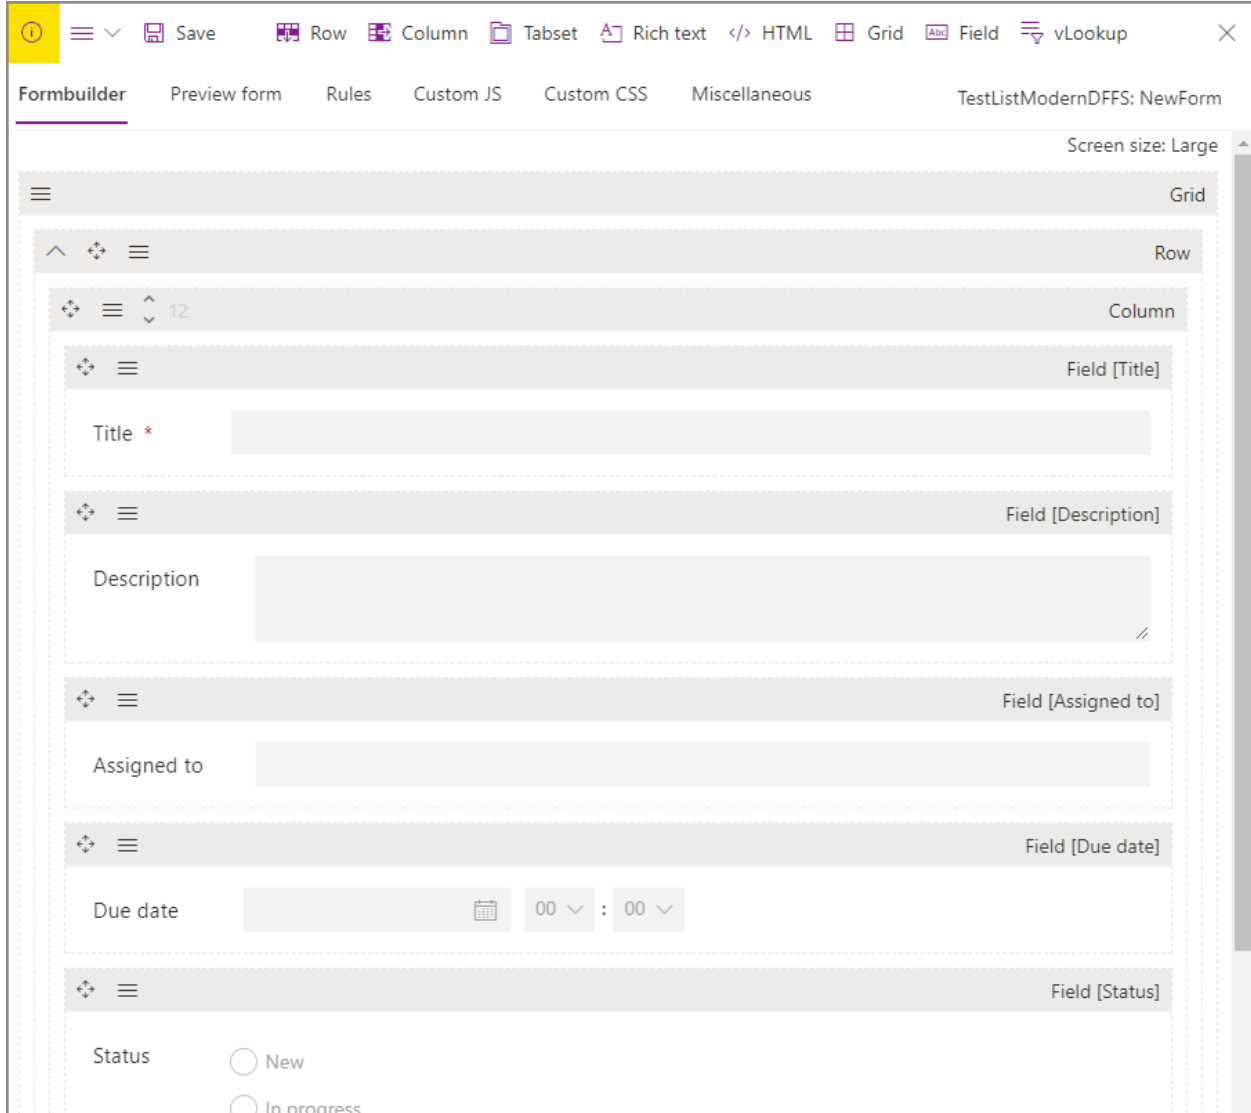 Save Row Column Tabset Rich text HTML Grid Field vLookup
Formbuilder Preview form Rules Custom JS Custom CSS Miscellaneous TestListModernDFFS: NewForm
Screen size: Large
Grid
Row
12 Column
Field [Title]
Title *
Field [Description]
Description
Field [Assigned to]
Assigned to
Field [Due date]
Due date 00 : 00
Field [Status]
Status New
In progress